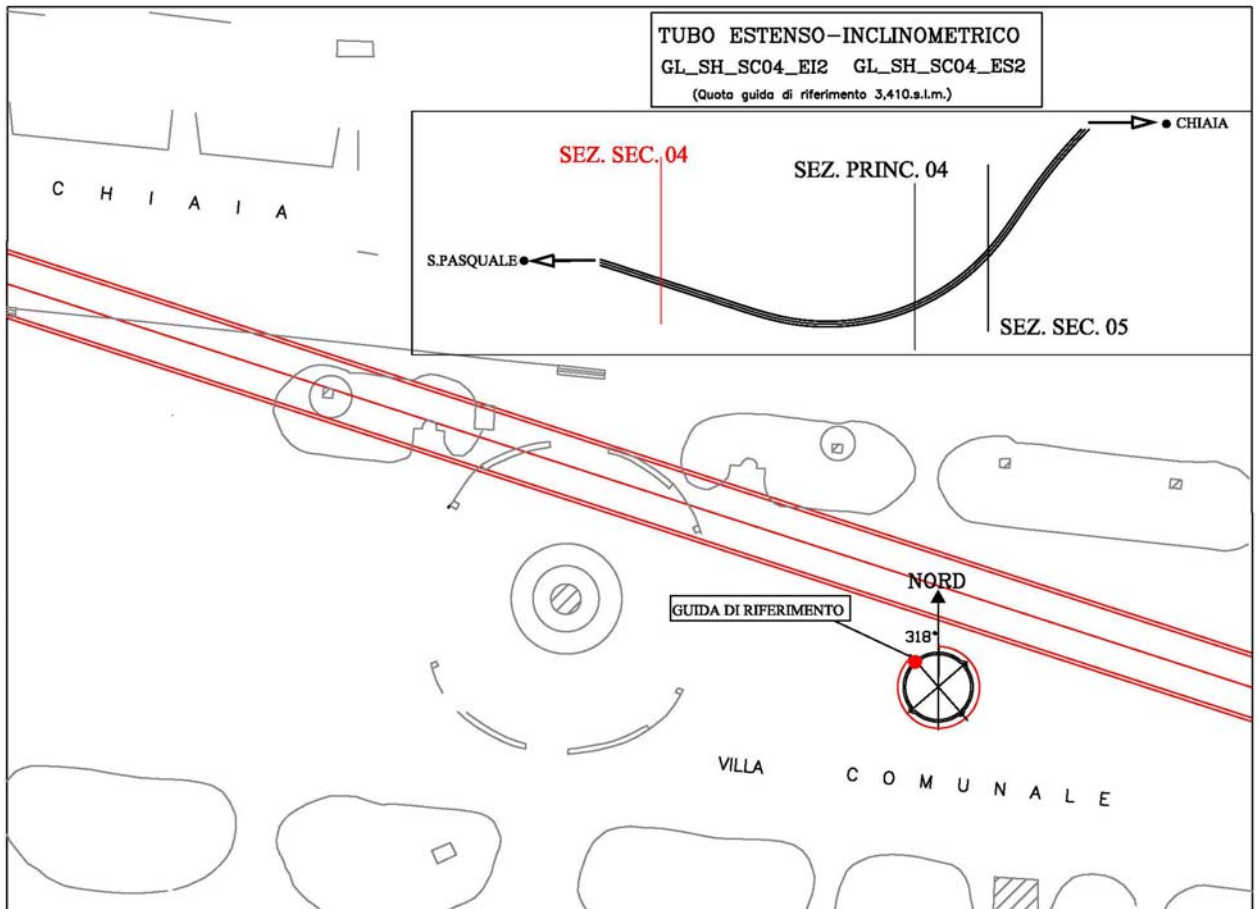 TUBO ESTENSO-INCLINOMETRICO
GL_SH_SC04_EI2 GL_SH_SC04_ES2
(Quota guida di riferimento 3,410.s.l.m.)
CHIAIA
SEZ. SEC. 04
SEZ. PRINC. 04
C H I A I A
S.PASQUALE
SEZ. SEC. 05
NORD
GUIDA DI RIFERIMENTO
318°
VILLA C O M U N A L E